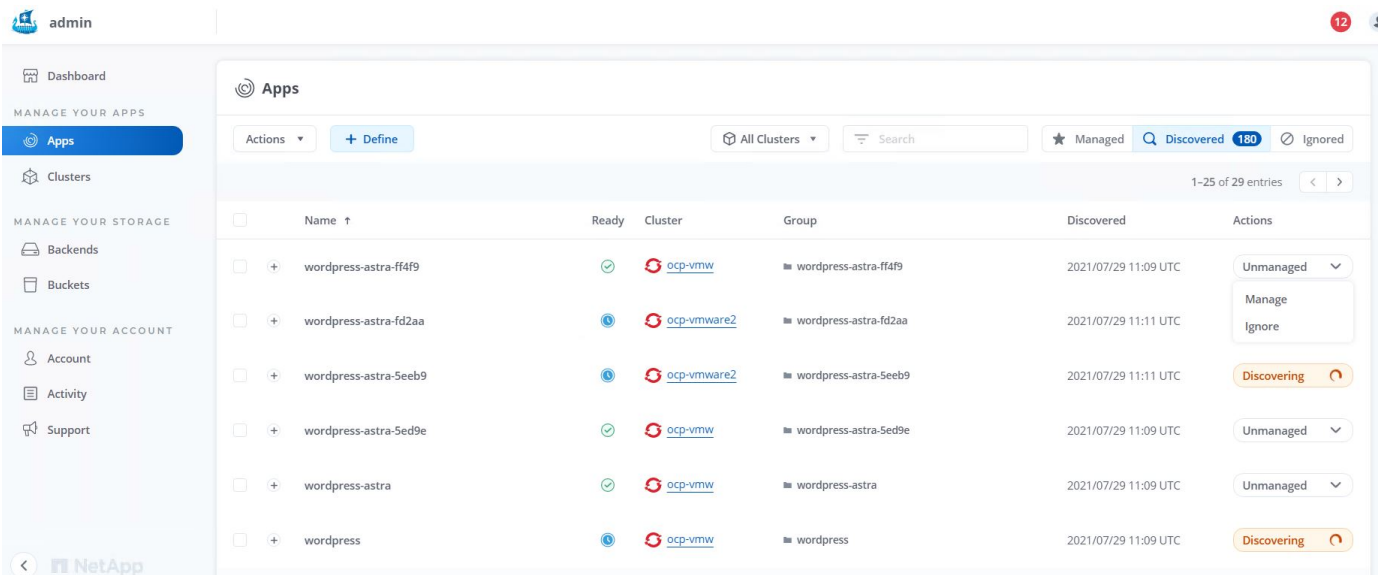 admin
12
Dashboard
MANAGE YOUR APPS
Apps
Clusters
MANAGE YOUR STORAGE
Backends
Buckets
MANAGE YOUR ACCOUNT
Account
Activity
Support
NetApp
Apps
Actions + Define All Clusters Search Managed Discovered 180 Ignored
1–25 of 29 entries < >
Name ↑ Ready Cluster Group Discovered Actions
wordpress-astra-ff4f9 ocp-vmw wordpress-astra-ff4f9 2021/07/29 11:09 UTC Unmanaged
Manage
Ignore
wordpress-astra-fd2aa ocp-vmware2 wordpress-astra-fd2aa 2021/07/29 11:11 UTC
wordpress-astra-5eeb9 ocp-vmware2 wordpress-astra-5eeb9 2021/07/29 11:11 UTC Discovering
wordpress-astra-5ed9e ocp-vmw wordpress-astra-5ed9e 2021/07/29 11:09 UTC Unmanaged
wordpress-astra ocp-vmw wordpress-astra 2021/07/29 11:09 UTC Unmanaged
wordpress ocp-vmw wordpress 2021/07/29 11:09 UTC Discovering